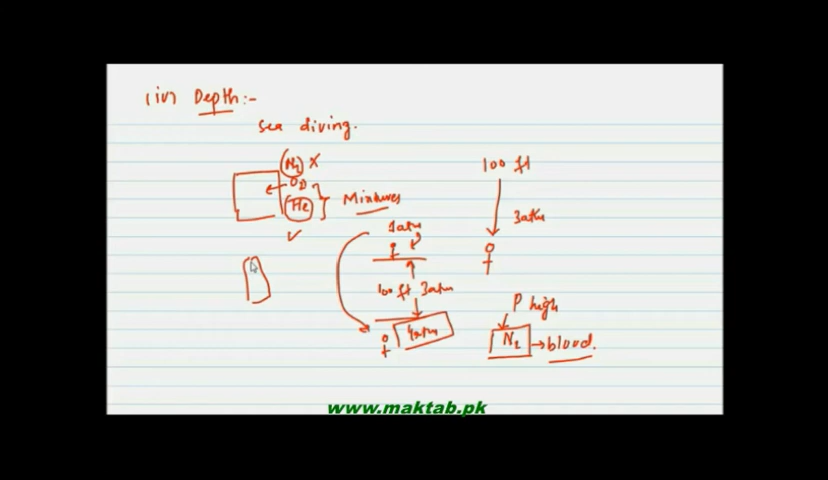 (iv) Depth:-
sea diving.
N₂ X
O₂
He
Mixtures
100 ft
3atm
1atm
100 ft 3atm
4atm
P high
N₂ → blood.
www.maktab.pk